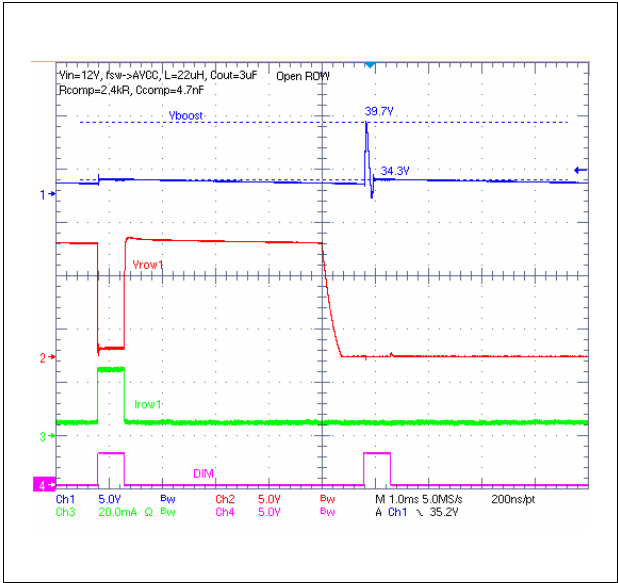 Vin=12V, fsw->AVCC, L=22uH, Cout=3uF Open ROW
Rcomp=2.4kR, Ccomp=4.7nF
Vboost
39.7V
34.3V
1
Vrow1
2
Irow1
3
DIM
4
Ch1 5.0V Bw Ch2 5.0V Bw M 1.0ms 5.0MS/s 200ns/pt
Ch3 20.0mA Ω Bw Ch4 5.0V Bw A Ch1 35.2V